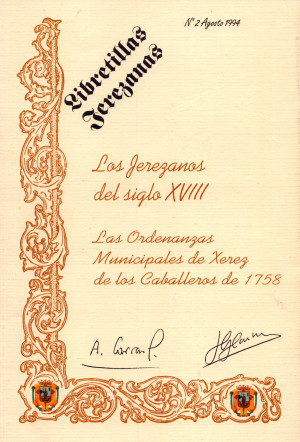 Nº 2 Agosto 1994
Libretillas
Jerezanas
Los Jerezanos
del siglo XVIII
Las Ordenanzas
Municipales de Xerez
de los Caballeros de 1758